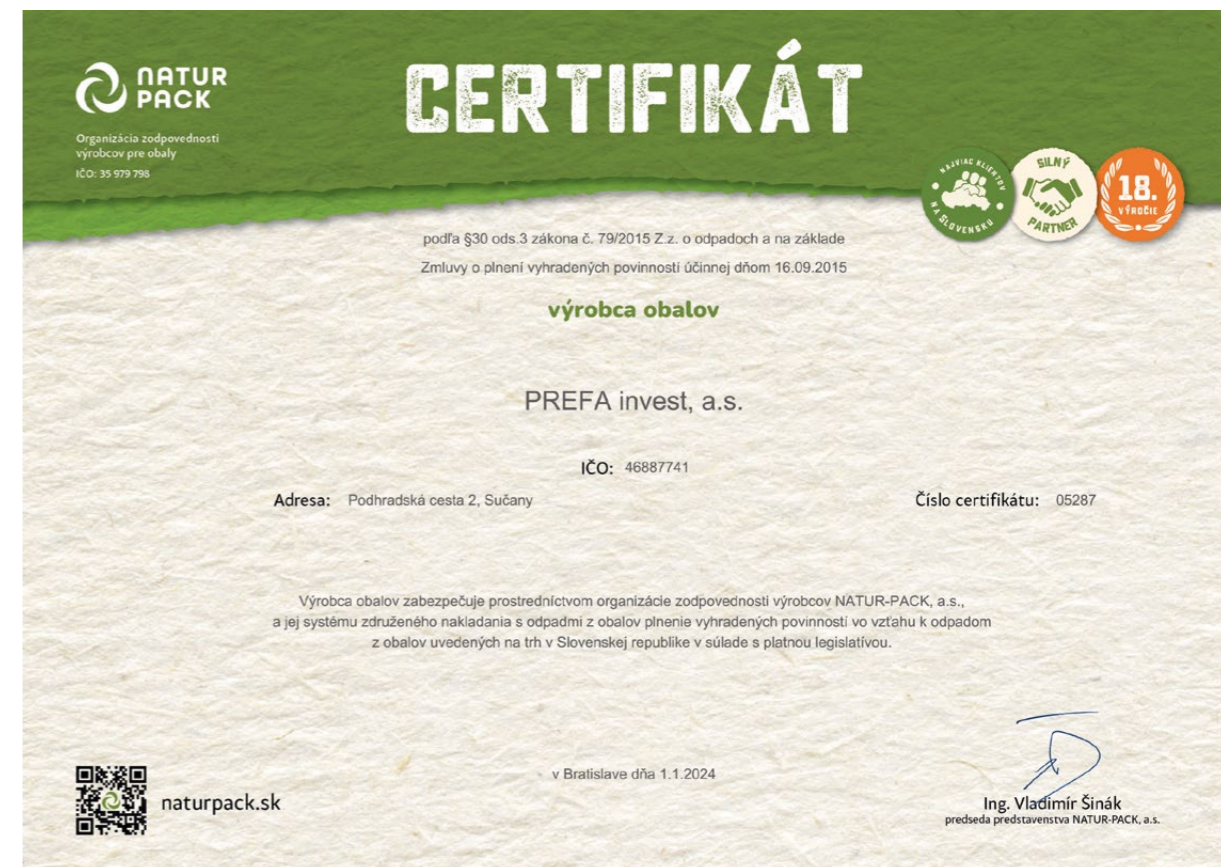 NATUR
PACK
Organizácia zodpovednosti
výrobcov pre obaly
IČO: 35 979 798
CERTIFIKÁT
NAJVIAC KLIENTOV
NA SLOVENSKU
SILNÝ
PARTNER
18.
VÝROČIE
podľa §30 ods.3 zákona č. 79/2015 Z.z. o odpadoch a na základe
Zmluvy o plnení vyhradených povinností účinnej dňom 16.09.2015
výrobca obalov
PREFA invest, a.s.
IČO: 46887741
Adresa: Podhradská cesta 2, Sučany
Číslo certifikátu: 05287
Výrobca obalov zabezpečuje prostredníctvom organizácie zodpovednosti výrobcov NATUR-PACK, a.s.,
a jej systému združeného nakladania s odpadmi z obalov plnenie vyhradených povinností vo vzťahu k odpadom
z obalov uvedených na trh v Slovenskej republike v súlade s platnou legislatívou.
v Bratislave dňa 1.1.2024
naturpack.sk
Ing. Vladimír Šinák
predseda predstavenstva NATUR-PACK, a.s.